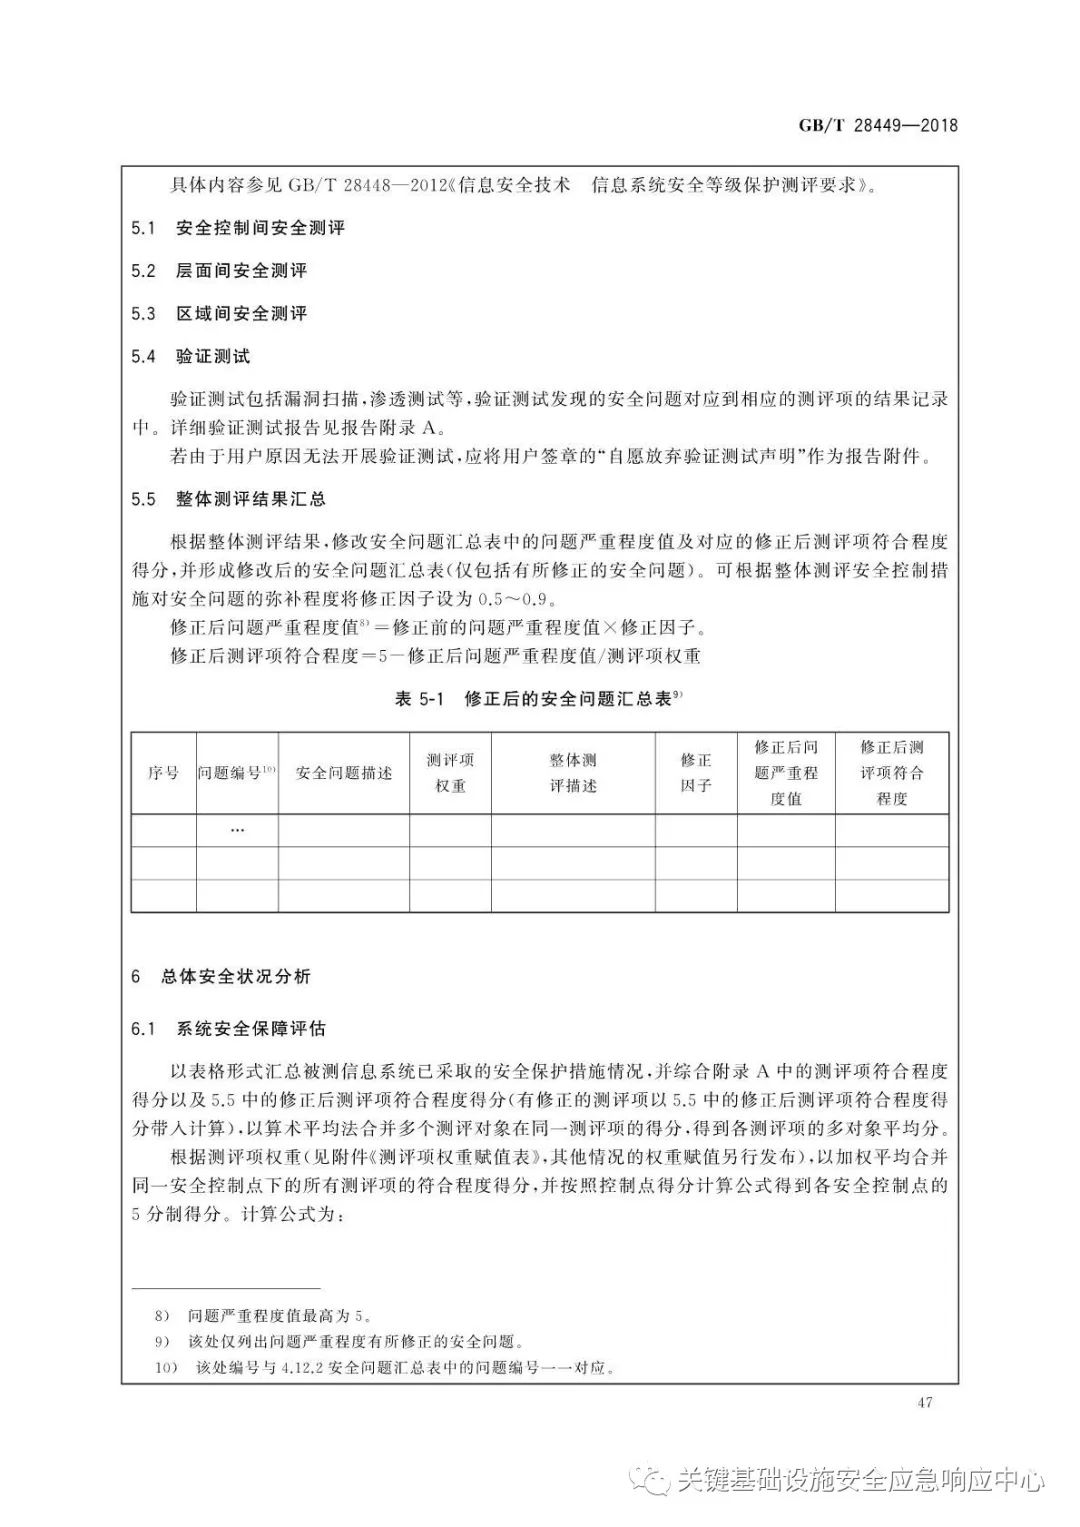 GB/T 28449—2018
具体内容参见 GB/T 28448—2012《信息安全技术　信息系统安全等级保护测评要求》。
5.1　安全控制间安全测评
5.2　层面间安全测评
5.3　区域间安全测评
5.4　验证测试
验证测试包括漏洞扫描,渗透测试等,验证测试发现的安全问题对应到相应的测评项的结果记录
中。详细验证测试报告见报告附录 A。
若由于用户原因无法开展验证测试,应将用户签章的“自愿放弃验证测试声明”作为报告附件。
5.5　整体测评结果汇总
根据整体测评结果,修改安全问题汇总表中的问题严重程度值及对应的修正后测评项符合程度
得分,并形成修改后的安全问题汇总表(仅包括有所修正的安全问题)。可根据整体测评安全控制措
施对安全问题的弥补程度将修正因子设为 0.5～0.9。
修正后问题严重程度值8)=修正前的问题严重程度值×修正因子。
修正后测评项符合程度=5－修正后问题严重程度值/测评项权重
表 5-1　修正后的安全问题汇总表9)
序号　问题编号10)　安全问题描述　测评项权重　整体测评描述　修正因子　修正后问题严重程度值　修正后测评项符合程度
…
6　总体安全状况分析
6.1　系统安全保障评估
以表格形式汇总被测信息系统已采取的安全保护措施情况,并综合附录 A 中的测评项符合程度
得分以及 5.5 中的修正后测评项符合程度得分(有修正的测评项以 5.5 中的修正后测评项符合程度得
分带入计算),以算术平均法合并多个测评对象在同一测评项的得分,得到各测评项的多对象平均分。
根据测评项权重(见附件《测评项权重赋值表》,其他情况的权重赋值另行发布),以加权平均合并
同一安全控制点下的所有测评项的符合程度得分,并按照控制点得分计算公式得到各安全控制点的
5 分制得分。计算公式为:
8)　问题严重程度值最高为 5。
9)　该处仅列出问题严重程度有所修正的安全问题。
10)　该处编号与 4.12.2 安全问题汇总表中的问题编号一一对应。
47
关键基础设施安全应急响应中心